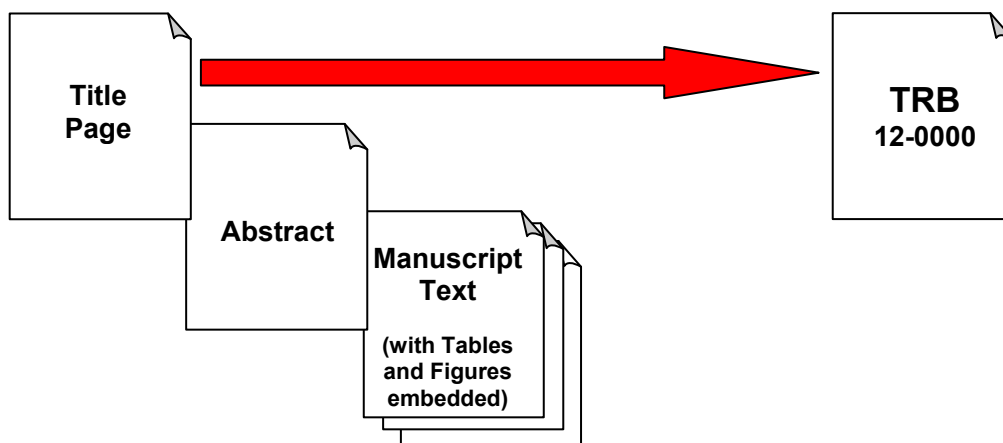 Title
Page
TRB
12-0000
Abstract
Manuscript
Text
(with Tables
and Figures
embedded)